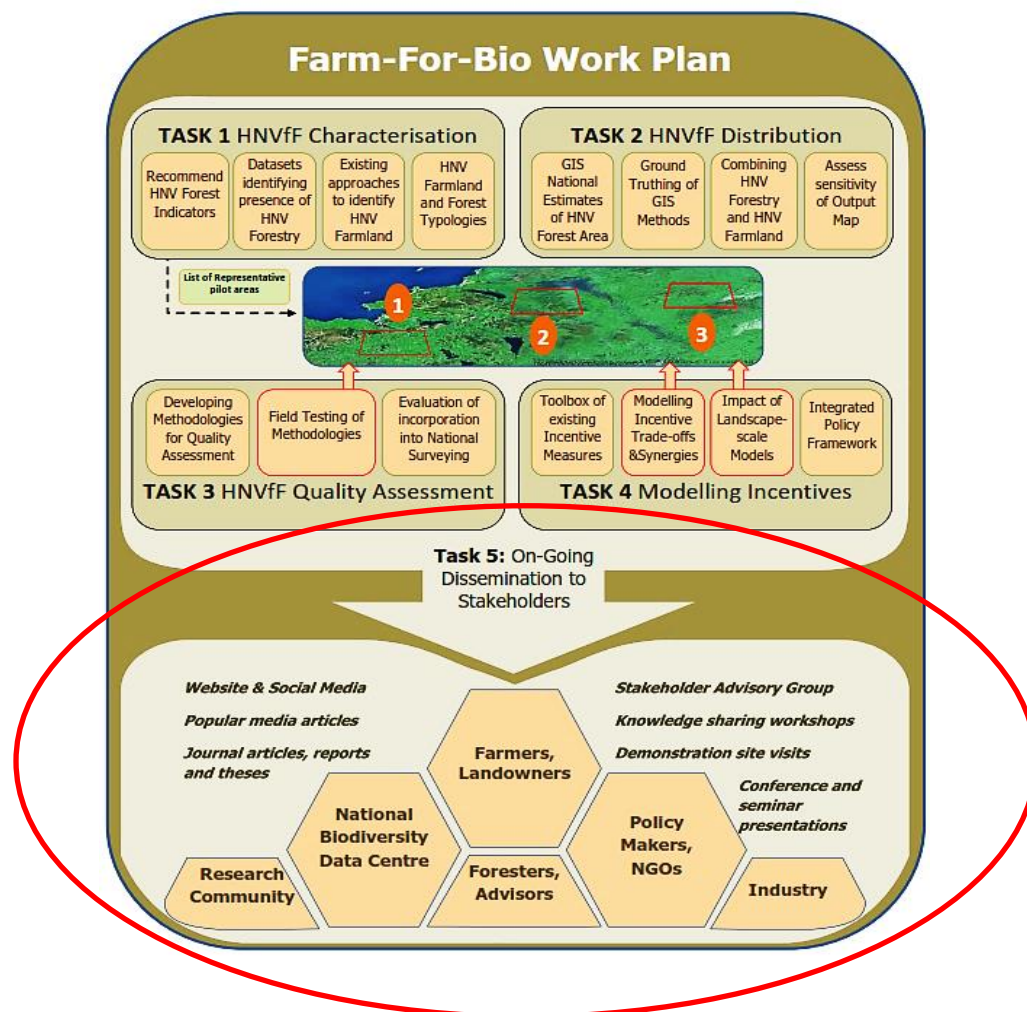 Farm-For-Bio Work Plan
TASK 1 HNVfF Characterisation
Recommend
HNV Forest
Indicators
Datasets
identifying
presence of
HNV
Forestry
Existing
approaches
to identify
HNV
Farmland
HNV
Farmland
and Forest
Typologies
TASK 2 HNVfF Distribution
GIS
National
Estimates
of HNV
Forest Area
Ground
Truthing of
GIS
Methods
Combining
HNV
Forestry
and HNV
Farmland
Assess
sensitivity
of Output
Map
List of Representative
pilot areas
1
2
3
Developing
Methodologies
for Quality
Assessment
Field Testing of
Methodologies
Evaluation of
incorporation
into National
Surveying
TASK 3 HNVfF Quality Assessment
Toolbox of
existing
Incentive
Measures
Modelling
Incentive
Trade-offs
&Synergies
Impact of
Landscape-
scale
Models
Integrated
Policy
Framework
TASK 4 Modelling Incentives
Task 5: On-Going
Dissemination to
Stakeholders
Website & Social Media
Popular media articles
Journal articles, reports
and theses
Stakeholder Advisory Group
Knowledge sharing workshops
Demonstration site visits
Conference and
seminar
presentations
Farmers,
Landowners
National
Biodiversity
Data Centre
Policy
Makers,
NGOs
Research
Community
Foresters,
Advisors
Industry